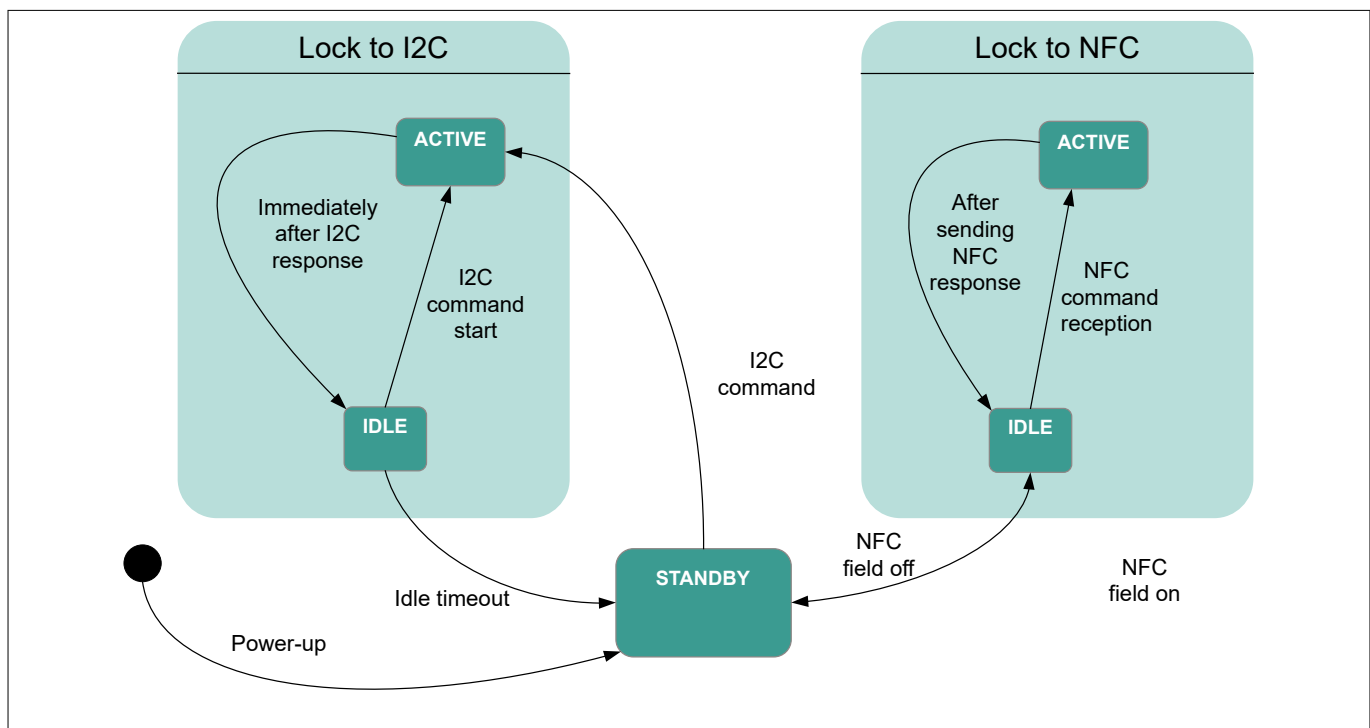 Lock to I2C
Lock to NFC
ACTIVE
ACTIVE
Immediately
after I2C
response
I2C
command
start
After
sending
NFC
response
NFC
command
reception
I2C
command
IDLE
IDLE
NFC
field off
NFC
field on
STANDBY
Idle timeout
Power-up